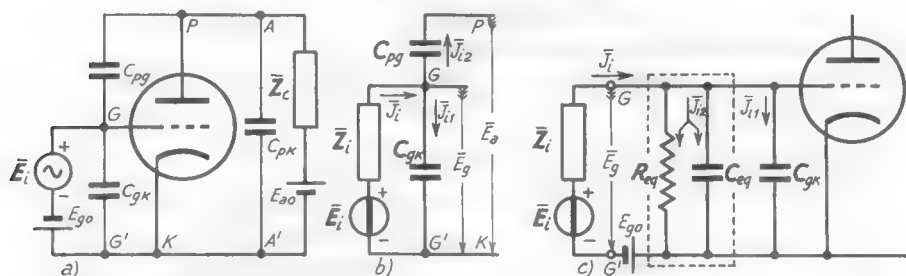 P
A
C_pg
G
Z̄_c
C_pk
Ē_i
+
−
C_gk
E_go
E_ao
G'
K
A'
a)
P
C_pg
J̄_i2
G
J̄_i
J̄_i1
Z̄_i
C_gk
Ē_g
Ē_a
+
Ē_i
−
G'
K
b)
J̄_i
G
J̄_i2
J̄_i1
Z̄_i
Ē_g
R_eq
C_eq
C_gk
+
Ē_i
−
E_go
G'
c)